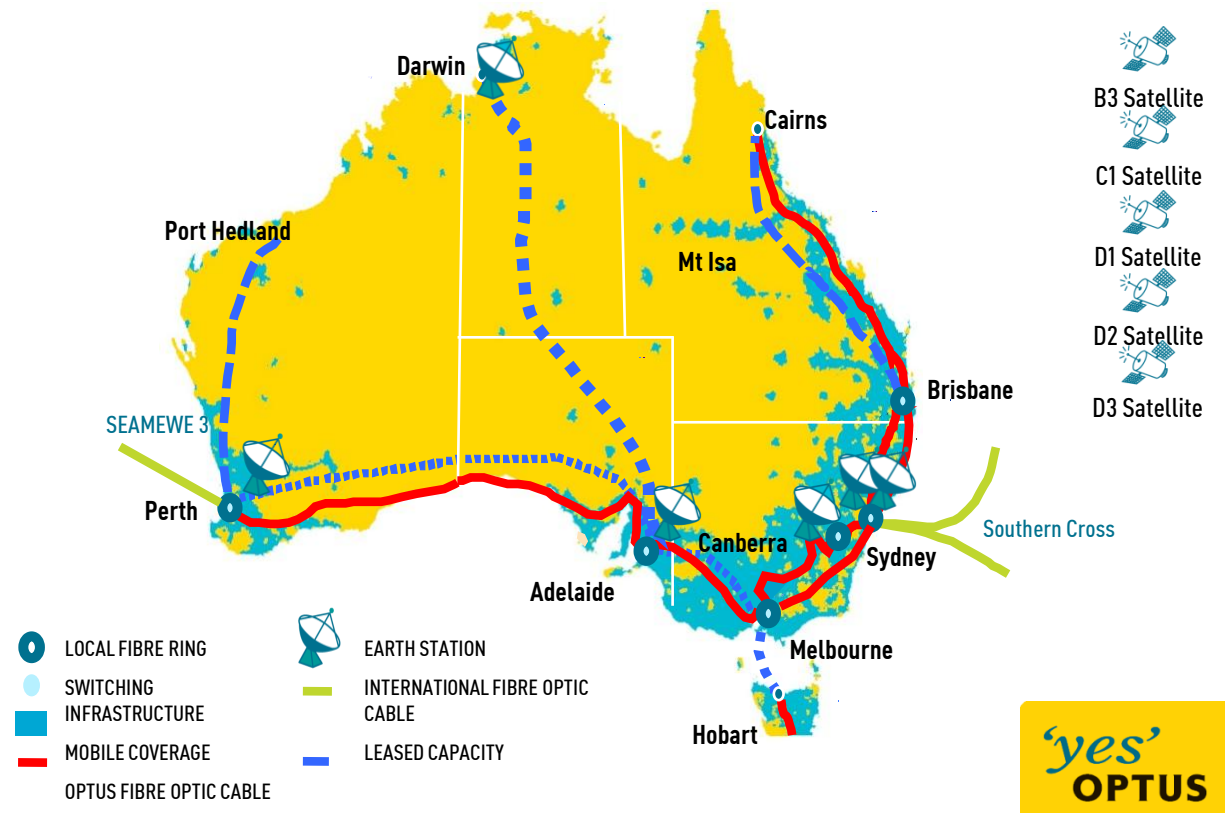 Darwin
Cairns
B3 Satellite
C1 Satellite
Port Hedland
Mt Isa
D1 Satellite
D2 Satellite
Brisbane
D3 Satellite
SEAMEWE 3
Perth
Canberra
Southern Cross
Sydney
Adelaide
Melbourne
Hobart
LOCAL FIBRE RING
SWITCHING
INFRASTRUCTURE
MOBILE COVERAGE
OPTUS FIBRE OPTIC CABLE
EARTH STATION
INTERNATIONAL FIBRE OPTIC
CABLE
LEASED CAPACITY
'yes'
OPTUS